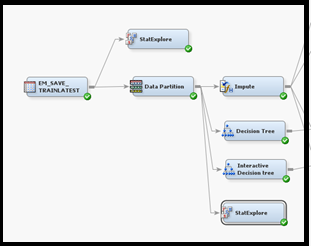 StatExplore
EM_SAVE_
TRAINLATEST
Data Partition
Impute
Decision Tree
Interactive
Decision tree
StatExplore